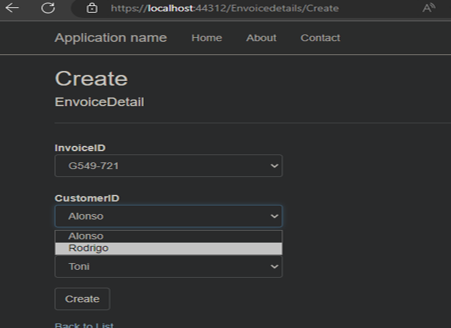 https://localhost:44312/Envoicedetails/Create
Application name Home About Contact
Create
EnvoiceDetail
InvoiceID
G549-721
CustomerID
Alonso
Alonso
Rodrigo
Toni
Create
Back to List